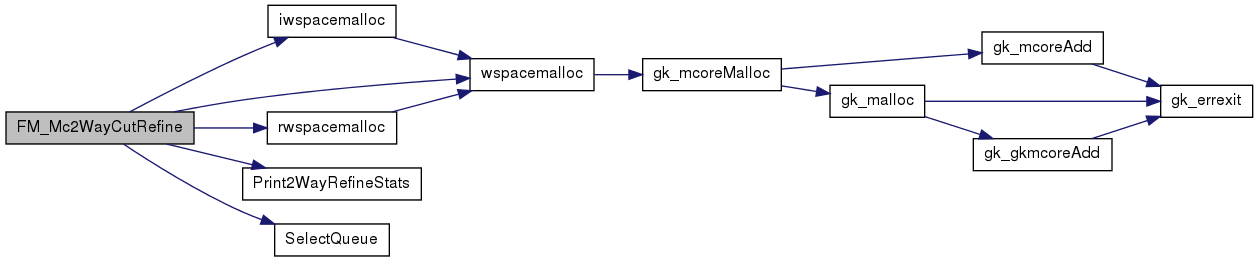 iwspacemalloc
gk_mcoreAdd
wspacemalloc
gk_mcoreMalloc
gk_malloc
gk_errexit
FM_Mc2WayCutRefine
rwspacemalloc
gk_gkmcoreAdd
Print2WayRefineStats
SelectQueue